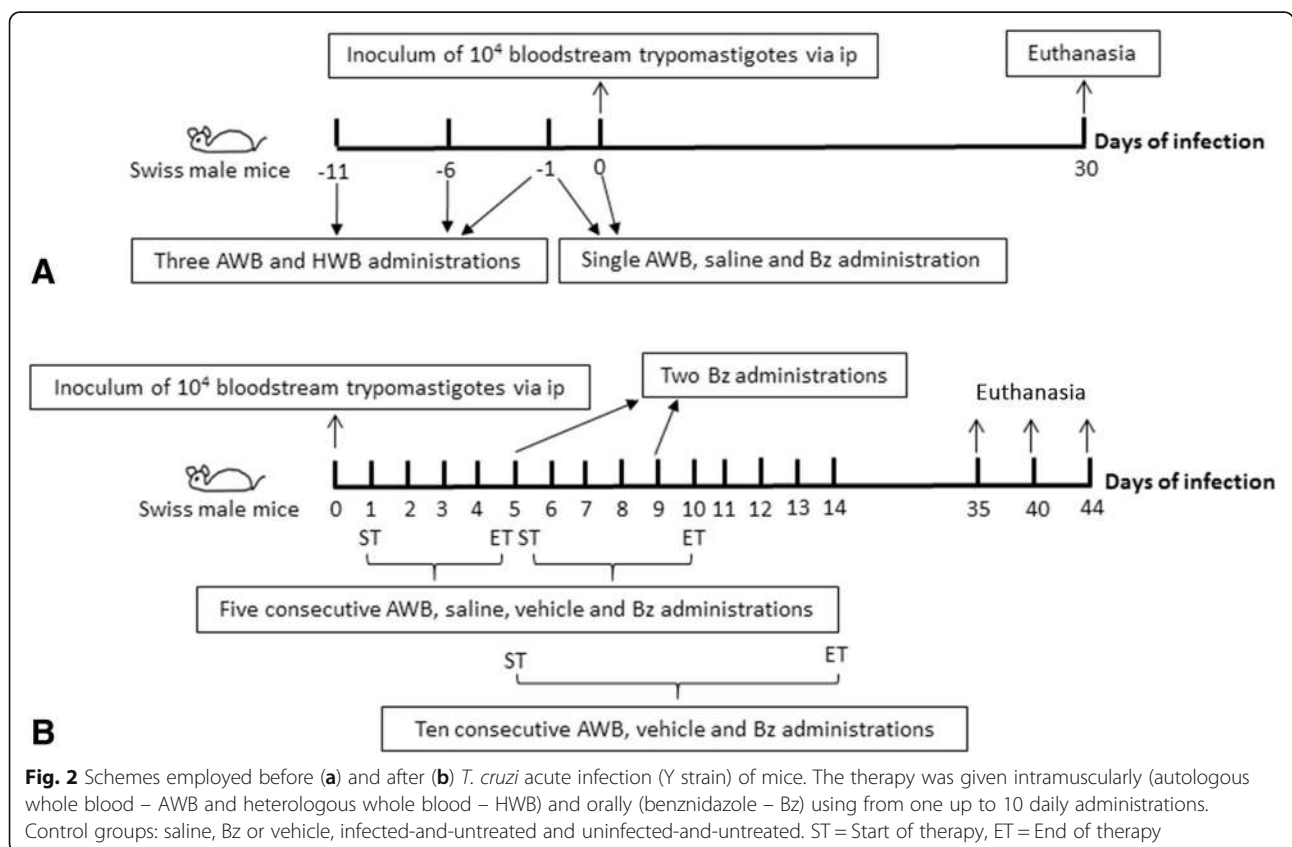 Inoculum of 10⁴ bloodstream trypomastigotes via ip
Euthanasia
Swiss male mice
Days of infection
-11 -6 -1 0 30
Three AWB and HWB administrations
Single AWB, saline and Bz administration
A
Inoculum of 10⁴ bloodstream trypomastigotes via ip
Two Bz administrations
Euthanasia
Swiss male mice
Days of infection
0 1 2 3 4 5 6 7 8 9 10 11 12 13 14 35 40 44
ST ET ST ET
Five consecutive AWB, saline, vehicle and Bz administrations
ST ET
Ten consecutive AWB, vehicle and Bz administrations
B
Fig. 2 Schemes employed before (a) and after (b) T. cruzi acute infection (Y strain) of mice. The therapy was given intramuscularly (autologous
whole blood – AWB and heterologous whole blood – HWB) and orally (benznidazole – Bz) using from one up to 10 daily administrations.
Control groups: saline, Bz or vehicle, infected-and-untreated and uninfected-and-untreated. ST = Start of therapy, ET = End of therapy